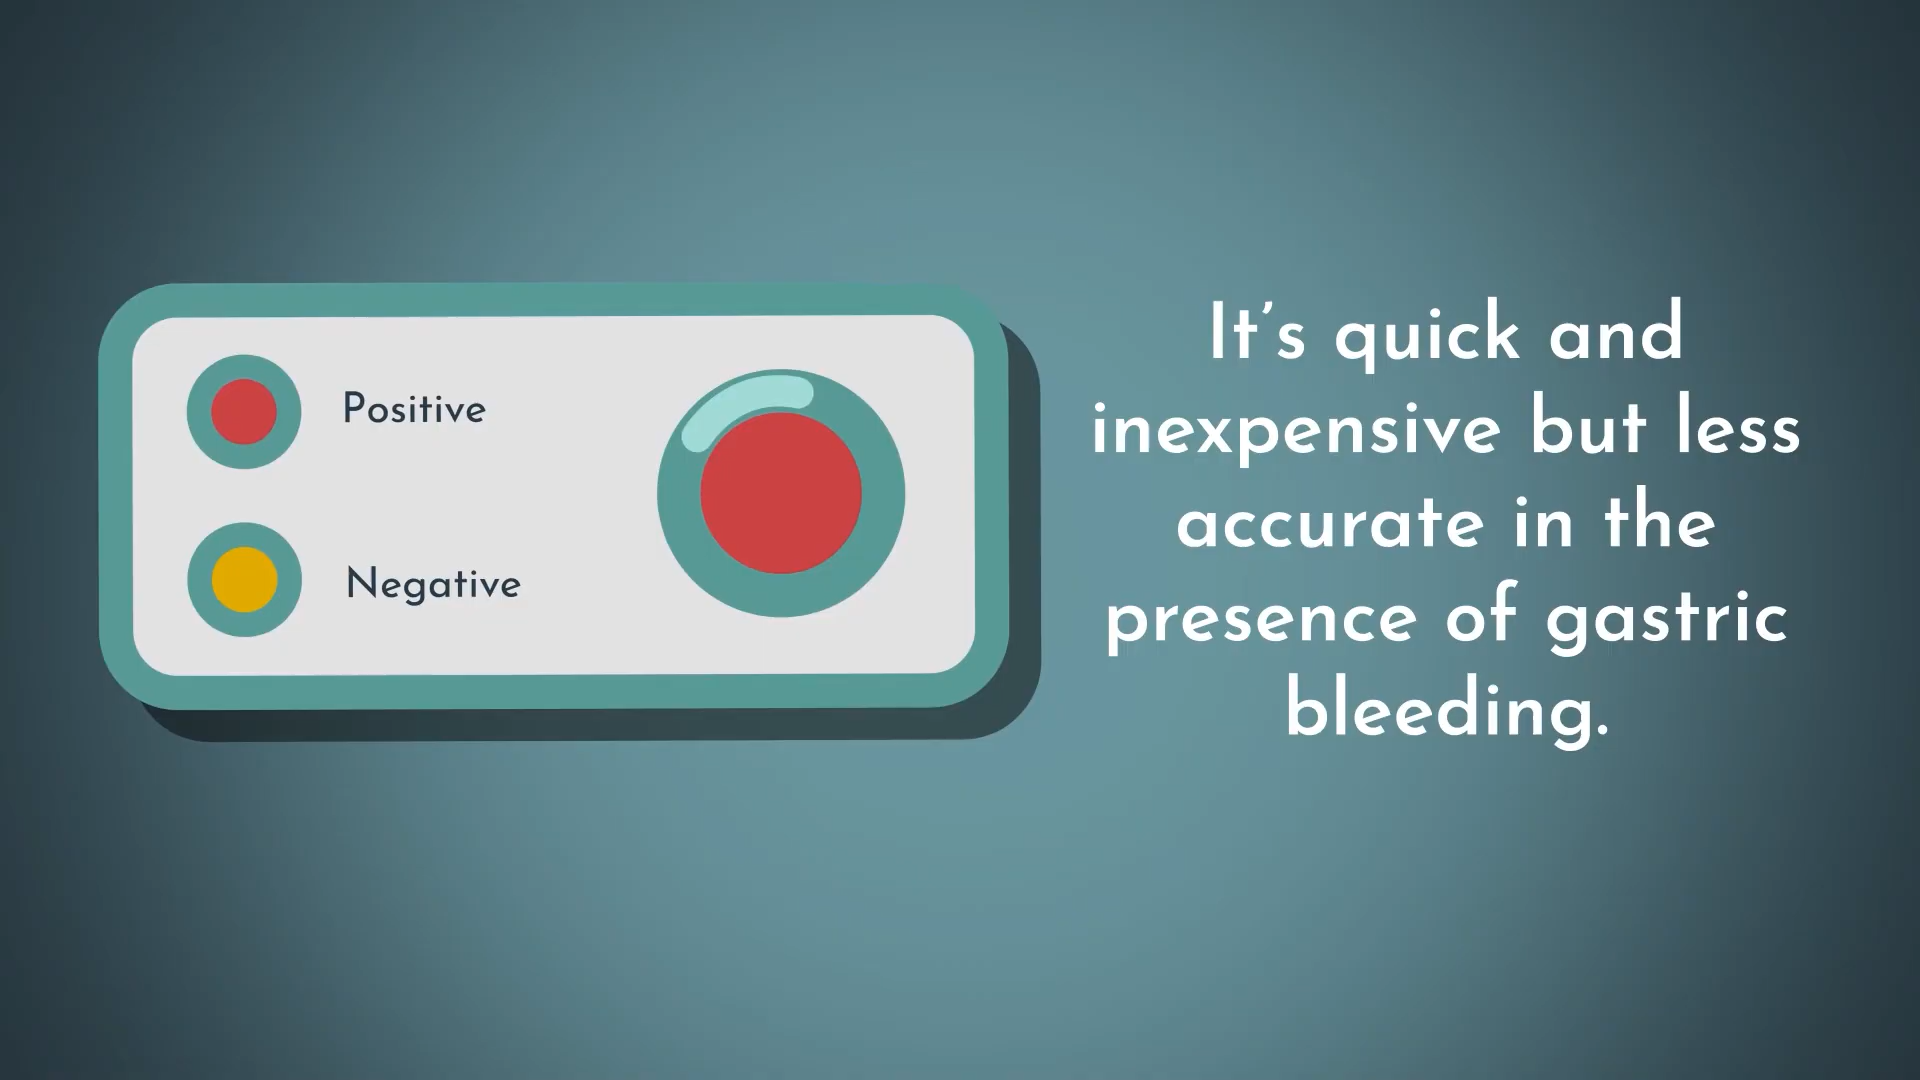 Positive
Negative
It’s quick and
inexpensive but less
accurate in the
presence of gastric
bleeding.